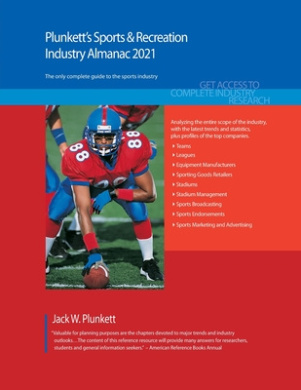 Plunkett's Sports & Recreation
Industry Almanac 2021
The only complete guide to the sports industry
GET ACCESS TO
COMPLETE INDUSTRY
RESEARCH
Analyzing the entire scope of the industry,
with the latest trends and statistics,
plus profiles of the top companies.
Teams
Leagues
Equipment Manufacturers
Sporting Goods Retailers
Stadiums
Stadium Management
Sports Broadcasting
Sports Endorsements
Sports Marketing and Advertising
88
88
Jack W. Plunkett
"Valuable for planning purposes are the chapters devoted to major trends and industry
outlooks... The content of this reference resource will provide many answers for researchers,
students and general information seekers." – American Reference Books Annual